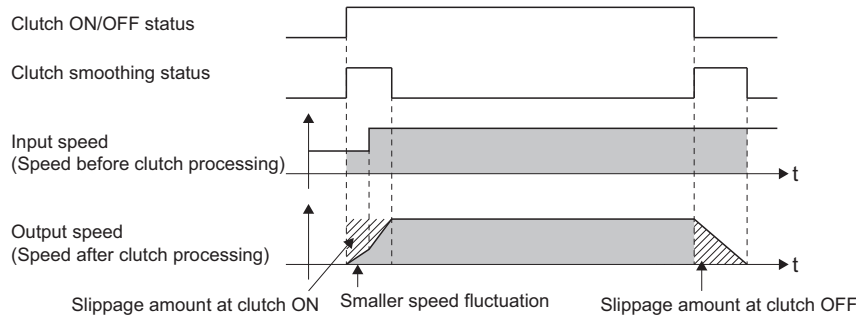 Clutch ON/OFF status
Clutch smoothing status
Input speed
(Speed before clutch processing)
t
Output speed
(Speed after clutch processing)
t
Slippage amount at clutch ON
Smaller speed fluctuation
Slippage amount at clutch OFF